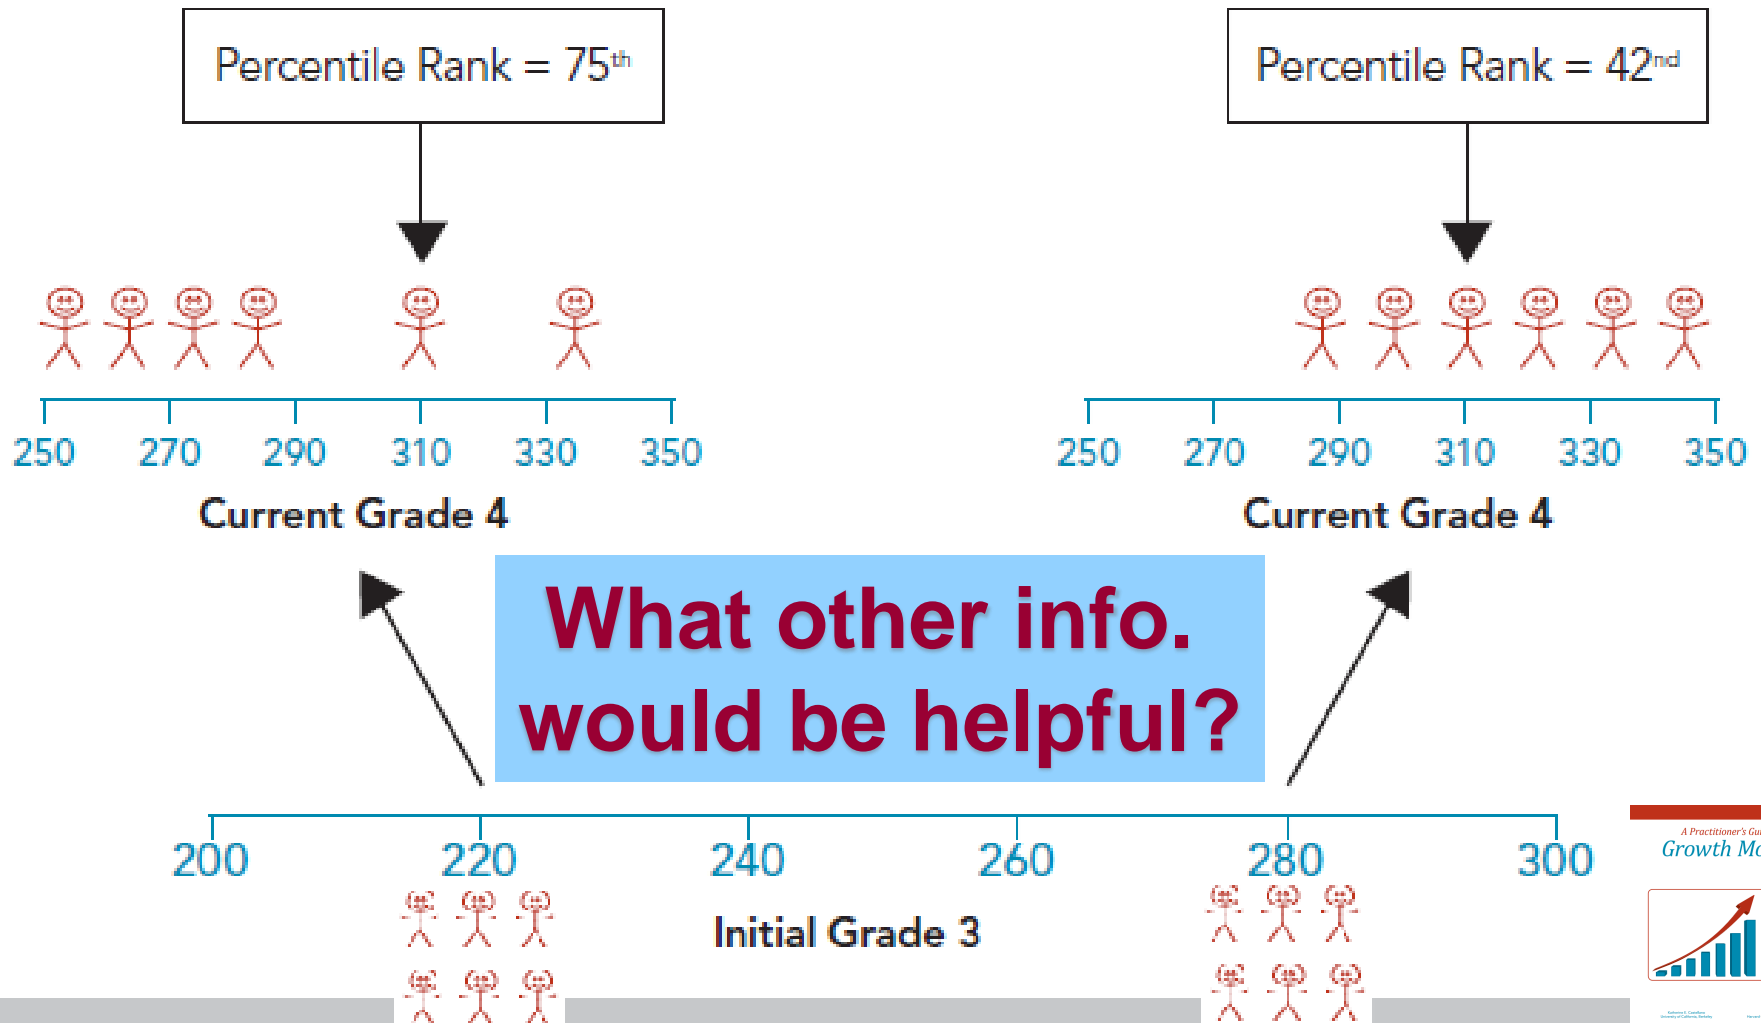 Percentile Rank = 75th
Percentile Rank = 42nd
250 270 290 310 330 350
250 270 290 310 330 350
Current Grade 4
Current Grade 4
What other info.
would be helpful?
200 220 240 260 280 300
Initial Grade 3
A Practitioner's
Growth